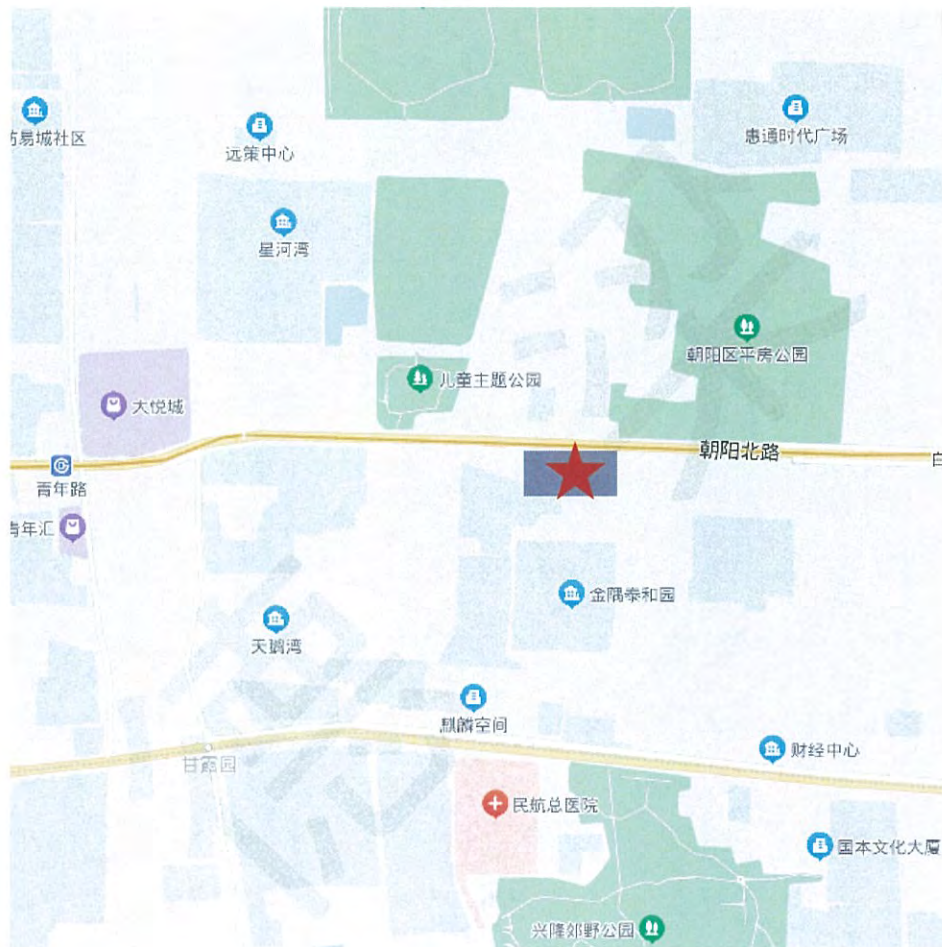 易城社区
远策中心
惠通时代广场
星河湾
朝阳区平房公园
儿童主题公园
大悦城
朝阳北路
青年路
青年汇
金隅泰和园
天鹅湾
麒麟空间
财经中心
甘露园
民航总医院
国本文化大厦
兴隆郊野公园